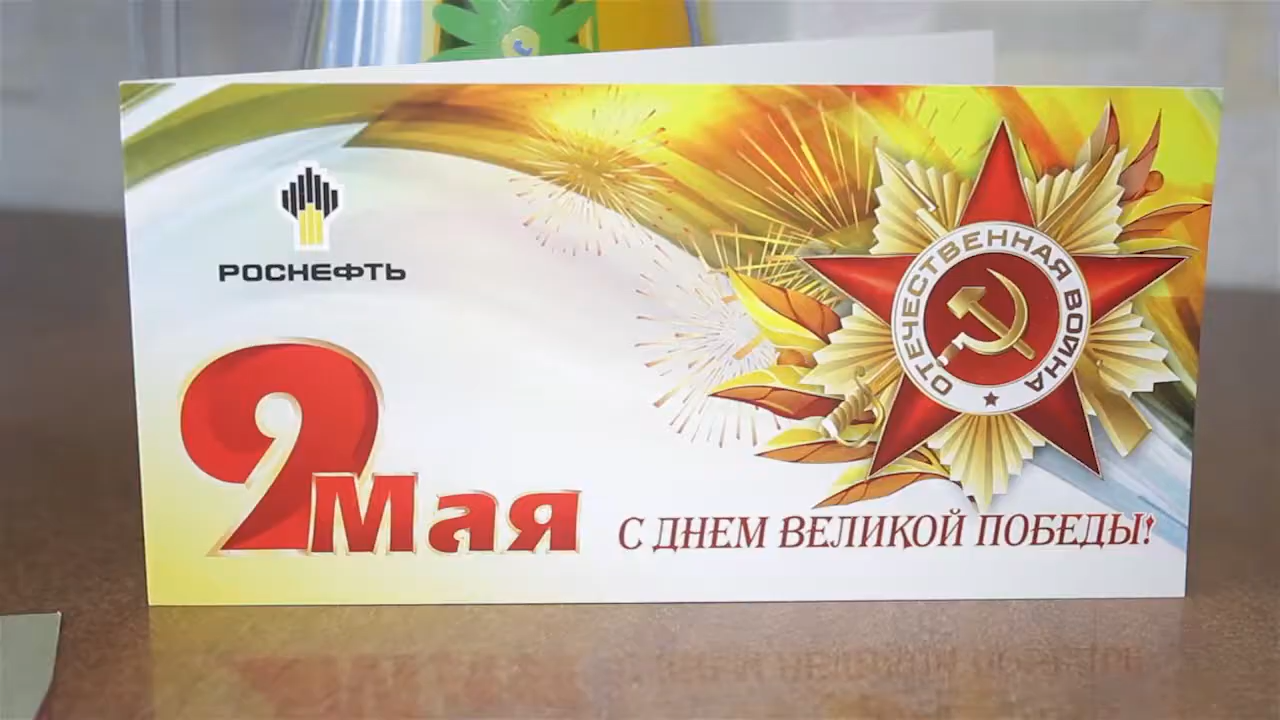 РОСНЕФТЬ
ОТЕЧЕСТВЕННАЯ ВОЙНА
9 Мая
С ДНЕМ ВЕЛИКОЙ ПОБЕДЫ!